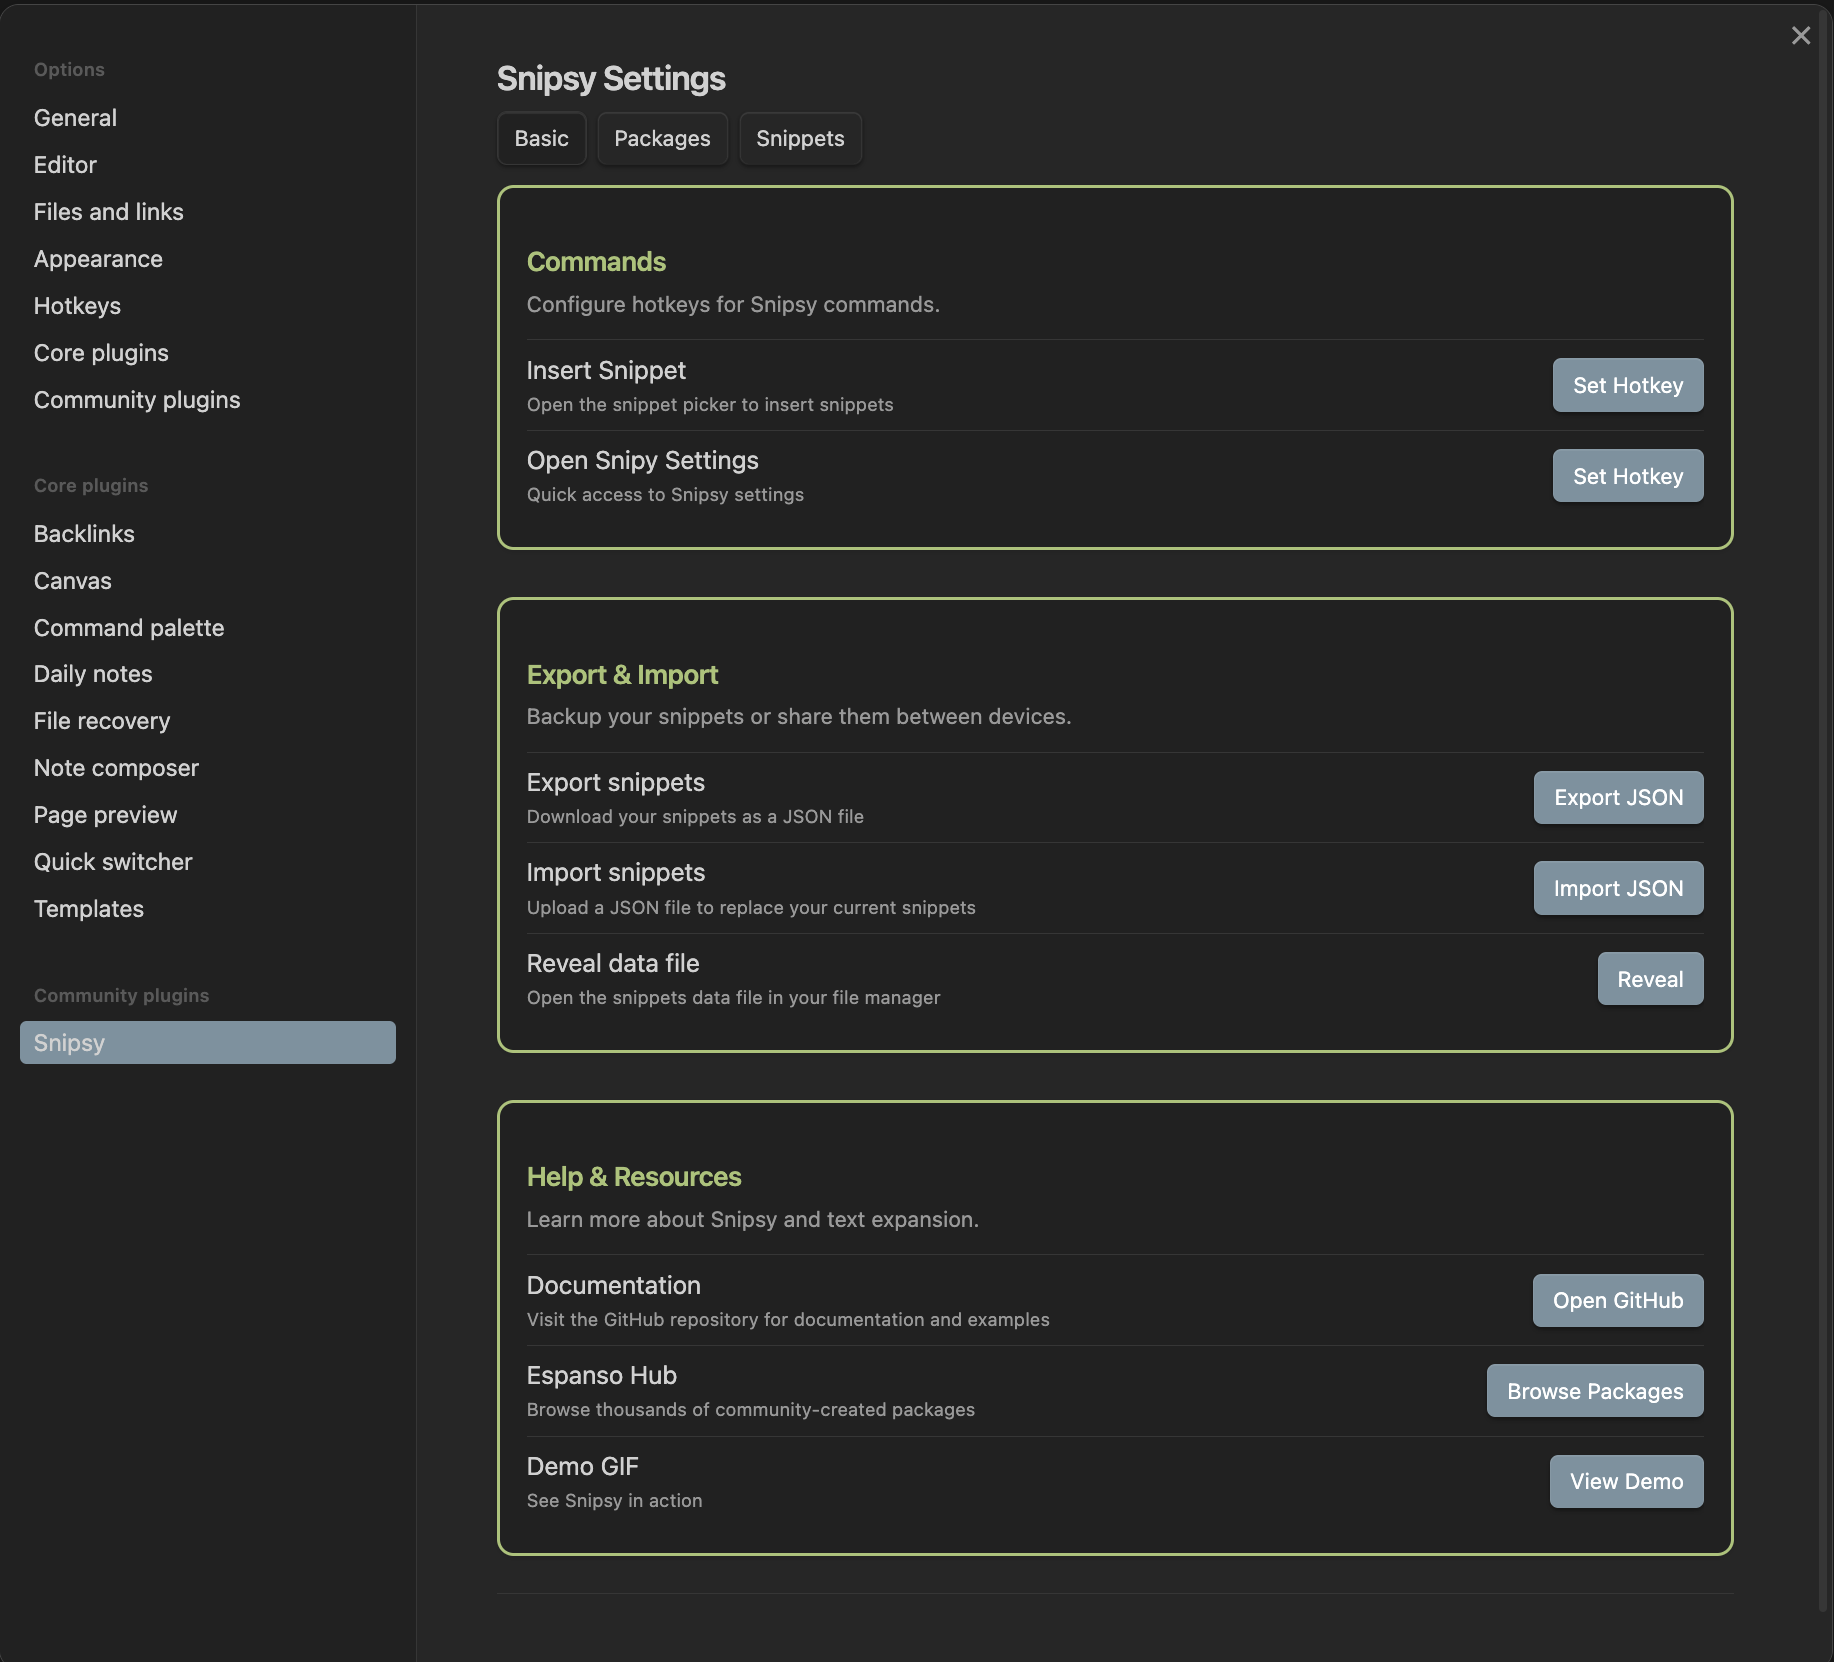 Options
General
Editor
Files and links
Appearance
Hotkeys
Core plugins
Community plugins
Core plugins
Backlinks
Canvas
Command palette
Daily notes
File recovery
Note composer
Page preview
Quick switcher
Templates
Community plugins
Snipsy
Snipsy Settings
Basic Packages Snippets
Commands
Configure hotkeys for Snipsy commands.
Insert Snippet
Open the snippet picker to insert snippets
Set Hotkey
Open Snipy Settings
Quick access to Snipsy settings
Set Hotkey
Export & Import
Backup your snippets or share them between devices.
Export snippets
Download your snippets as a JSON file
Export JSON
Import snippets
Upload a JSON file to replace your current snippets
Import JSON
Reveal data file
Open the snippets data file in your file manager
Reveal
Help & Resources
Learn more about Snipsy and text expansion.
Documentation
Visit the GitHub repository for documentation and examples
Open GitHub
Espanso Hub
Browse thousands of community-created packages
Browse Packages
Demo GIF
See Snipsy in action
View Demo